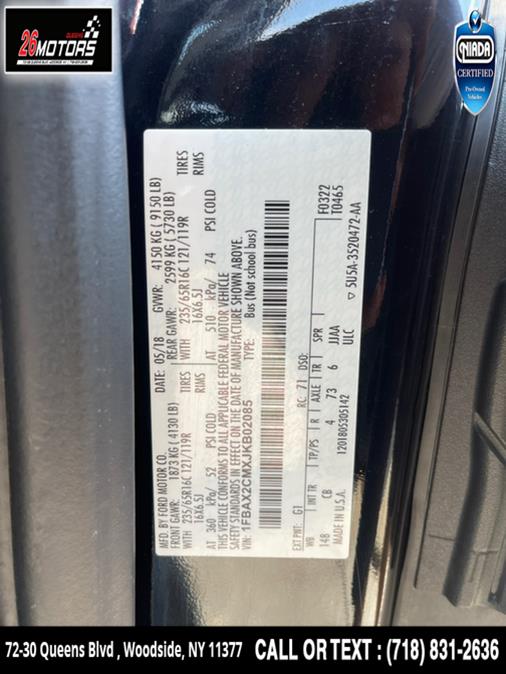 QUEENS
26MOTORS
NIADA
CERTIFIED
Pre-Owned
Vehicles
MFD. BY FORD MOTOR CO.
DATE: 05/18 GVWR: 4150 KG ( 9150 LB)
FRONT GAWR: 1873 KG ( 4130 LB) REAR GAWR: 2599 KG ( 5730 LB)
WITH 235/65R16C 121/119R TIRES WITH 235/65R16C 121/119R TIRES
16X6.5J RIMS 16X6.5J RIMS
AT 360 kPa/ 52 PSI COLD AT 510 kPa/ 74 PSI COLD
THIS VEHICLE CONFORMS TO ALL APPLICABLE FEDERAL MOTOR VEHICLE
SAFETY STANDARDS IN EFFECT ON THE DATE OF MANUFACTURE SHOWN ABOVE.
VIN: 1FBAX2CMXJKB02085 TYPE: Bus (Not school bus)
EXT PNT: G1 RC: 71 DSO: F0322
WB INT TR TP/PS R AXLE TR SPR T0465
148 CB 4 73 6 JJAA
MADE IN U.S.A. 1201805305142 ULC
5U5A-3520472-AA
72-30 Queens Blvd , Woodside, NY 11377 CALL OR TEXT : (718) 831-2636